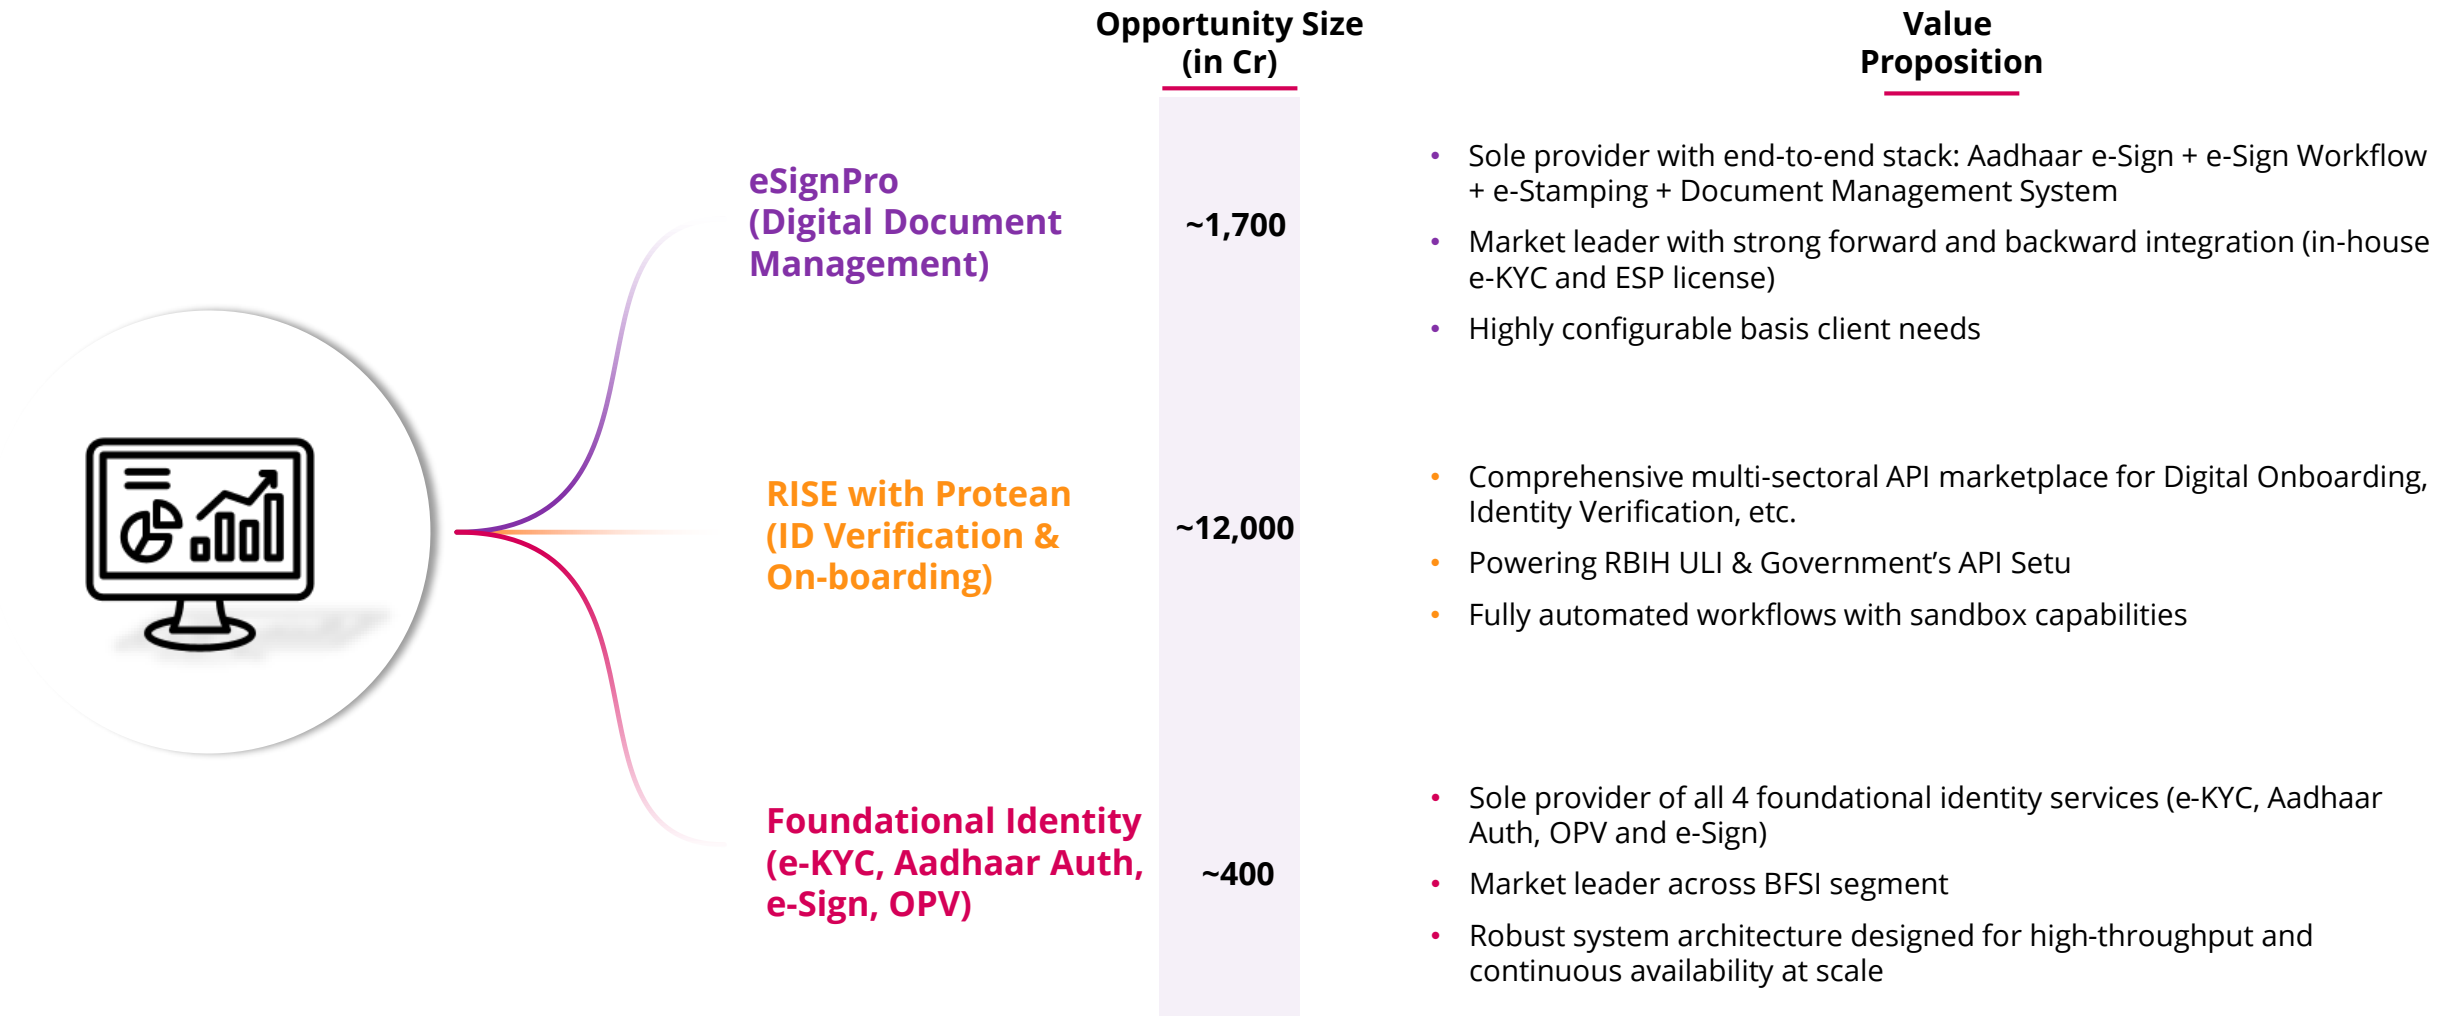 Opportunity Size
(in Cr)
Value
Proposition
eSignPro
(Digital Document
Management)
~1,700
• Sole provider with end-to-end stack: Aadhaar e-Sign + e-Sign Workflow
+ e-Stamping + Document Management System
• Market leader with strong forward and backward integration (in-house
e-KYC and ESP license)
• Highly configurable basis client needs
RISE with Protean
(ID Verification &
On-boarding)
~12,000
• Comprehensive multi-sectoral API marketplace for Digital Onboarding,
Identity Verification, etc.
• Powering RBIH ULI & Government’s API Setu
• Fully automated workflows with sandbox capabilities
Foundational Identity
(e-KYC, Aadhaar Auth,
e-Sign, OPV)
~400
• Sole provider of all 4 foundational identity services (e-KYC, Aadhaar
Auth, OPV and e-Sign)
• Market leader across BFSI segment
• Robust system architecture designed for high-throughput and
continuous availability at scale